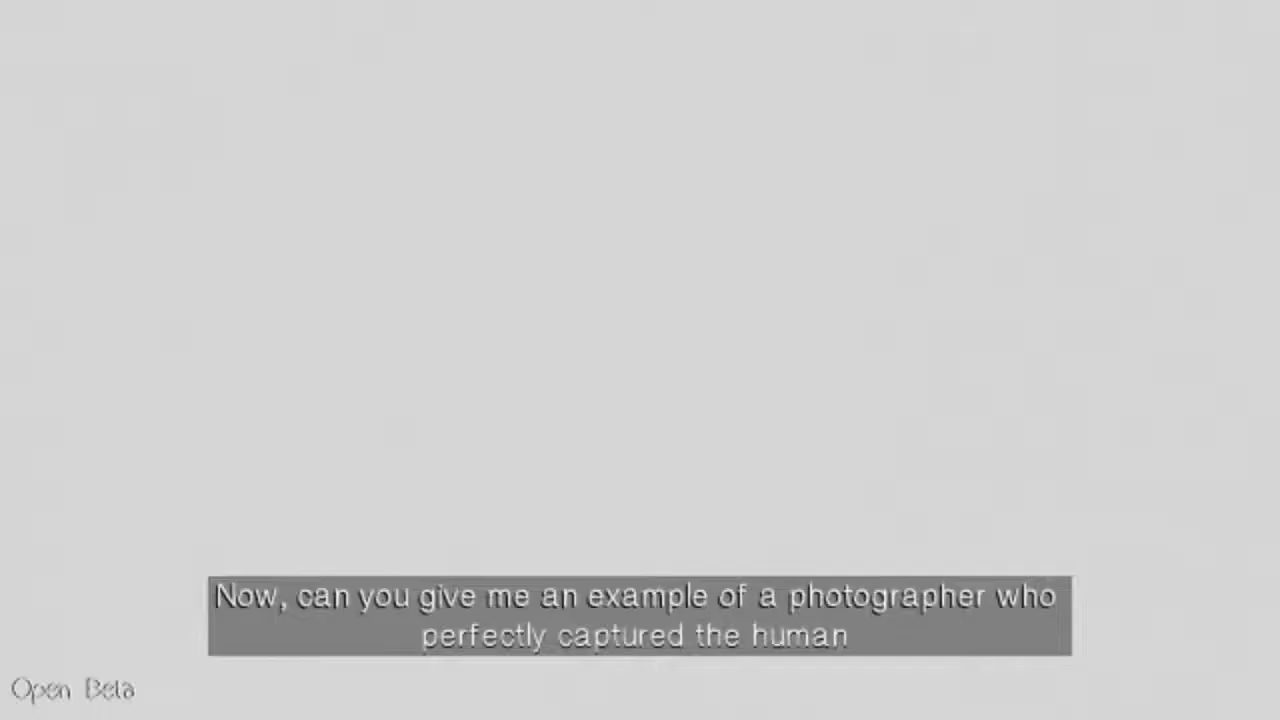 Now, can you give me an example of a photographer who
perfectly captured the human
Open Beta